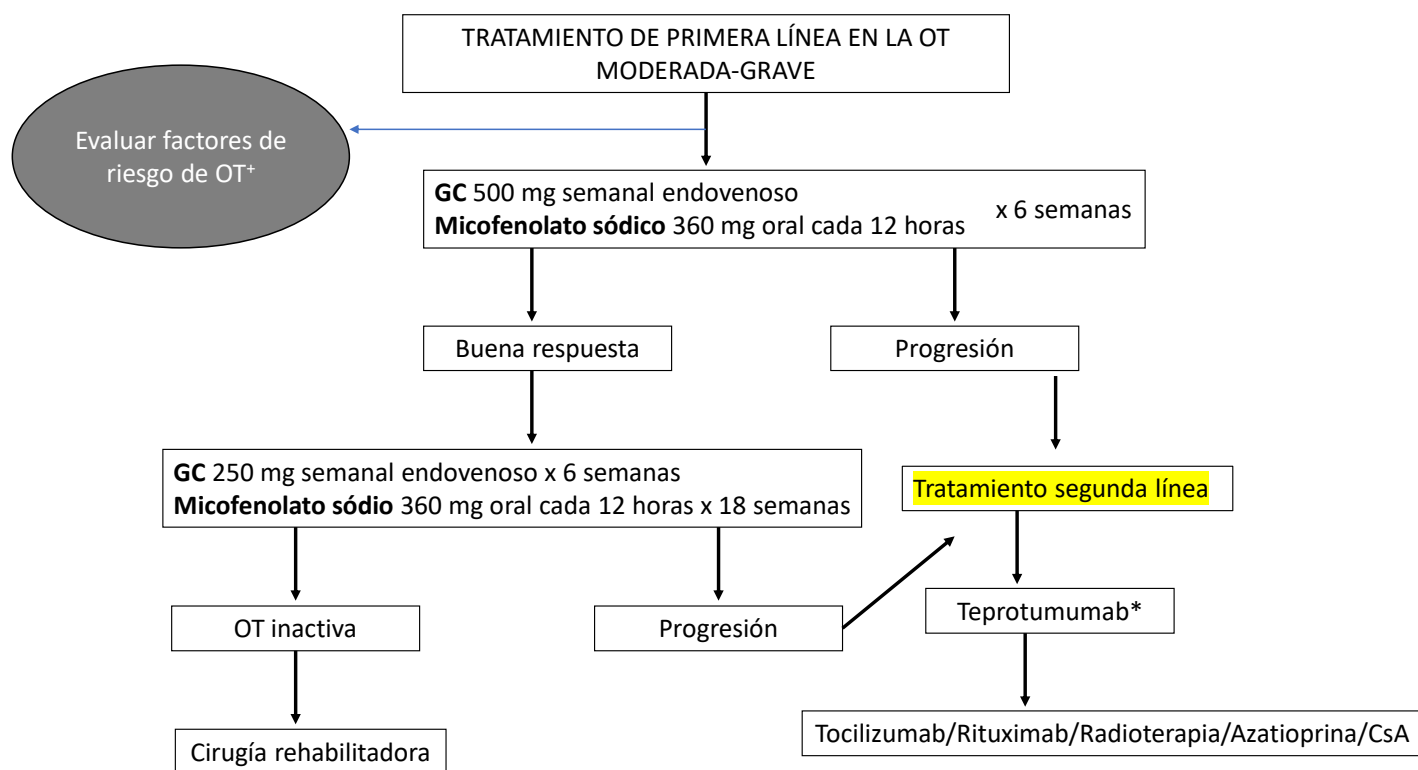 TRATAMIENTO DE PRIMERA LÍNEA EN LA OT
MODERADA-GRAVE
Evaluar factores de
riesgo de OT⁺
GC 500 mg semanal endovenoso
Micofenolato sódico 360 mg oral cada 12 horas
x 6 semanas
Buena respuesta
Progresión
GC 250 mg semanal endovenoso x 6 semanas
Micofenolato sódio 360 mg oral cada 12 horas x 18 semanas
Tratamiento segunda línea
OT inactiva
Progresión
Teprotumumab*
Cirugía rehabilitadora
Tocilizumab/Rituximab/Radioterapia/Azatioprina/CsA